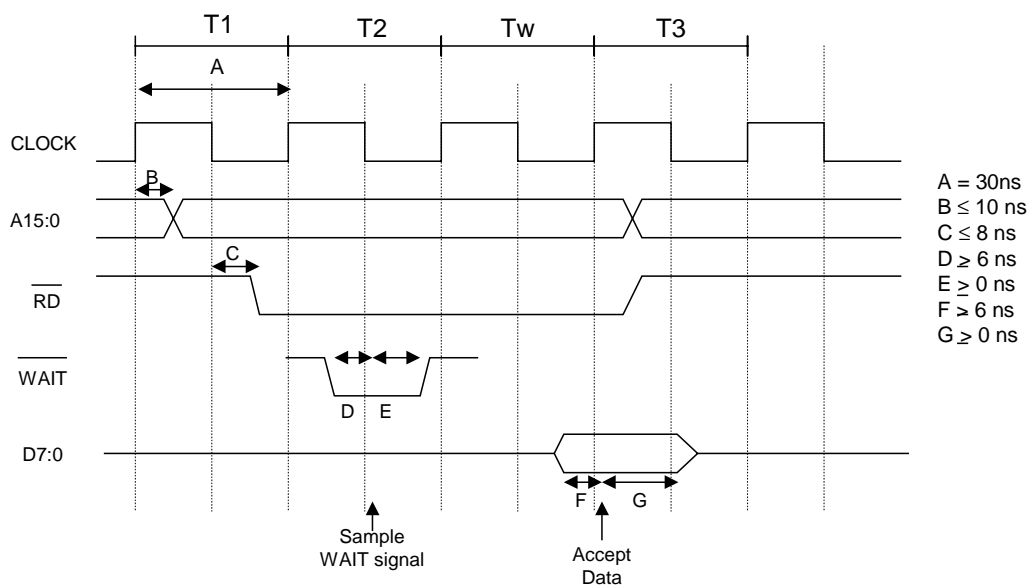 T1 T2 Tw T3
A
CLOCK
B
A15:0
C
RD
WAIT
D E
D7:0
F G
Sample
WAIT signal
Accept
Data
A = 30ns
B ≤ 10 ns
C ≤ 8 ns
D ≥ 6 ns
E ≥ 0 ns
F ≥ 6 ns
G ≥ 0 ns